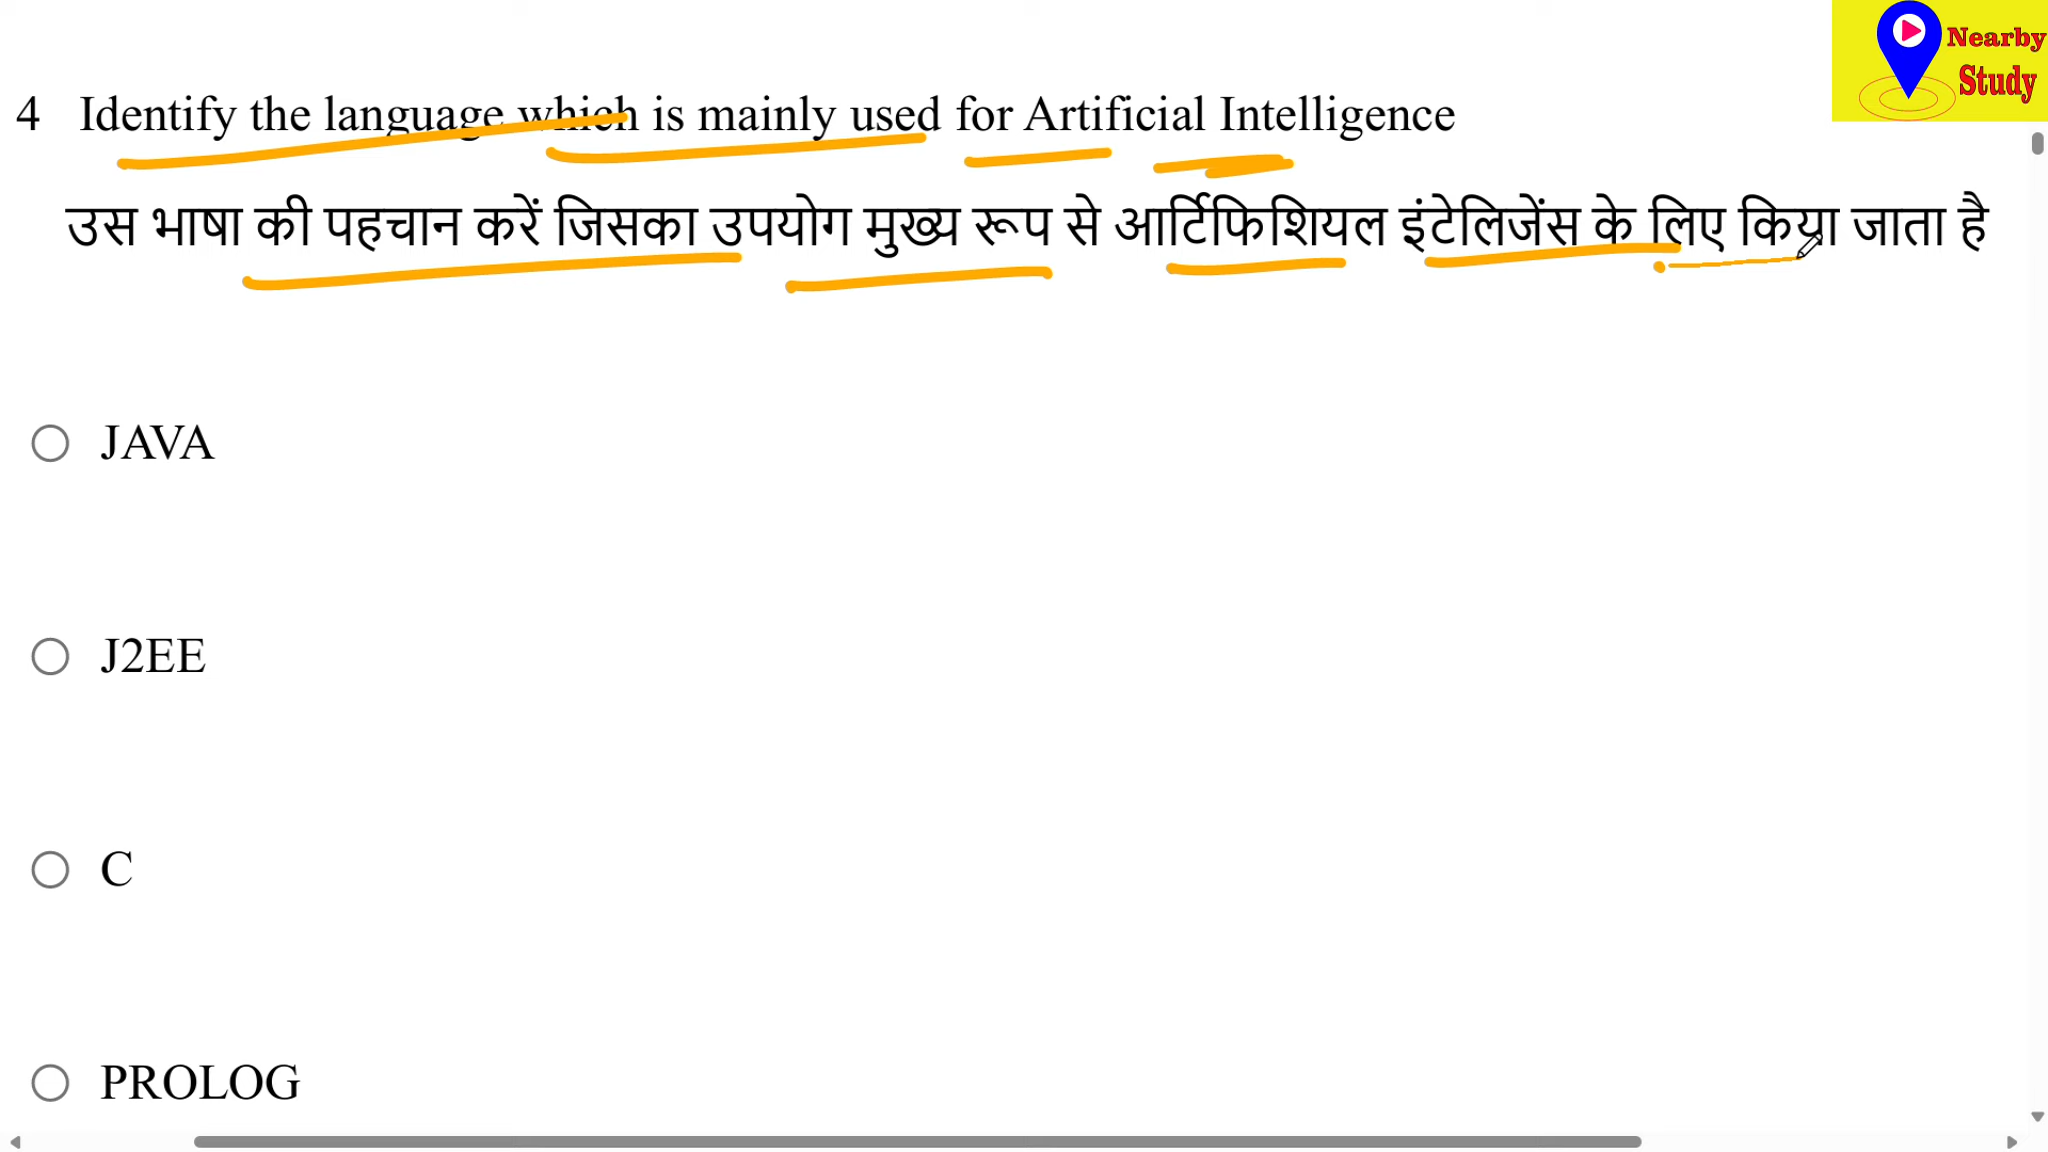 Nearby
Study
4 Identify the language which is mainly used for Artificial Intelligence
उस भाषा की पहचान करें जिसका उपयोग मुख्य रूप से आर्टिफिशियल इंटेलिजेंस के लिए किया जाता है
JAVA
J2EE
C
PROLOG